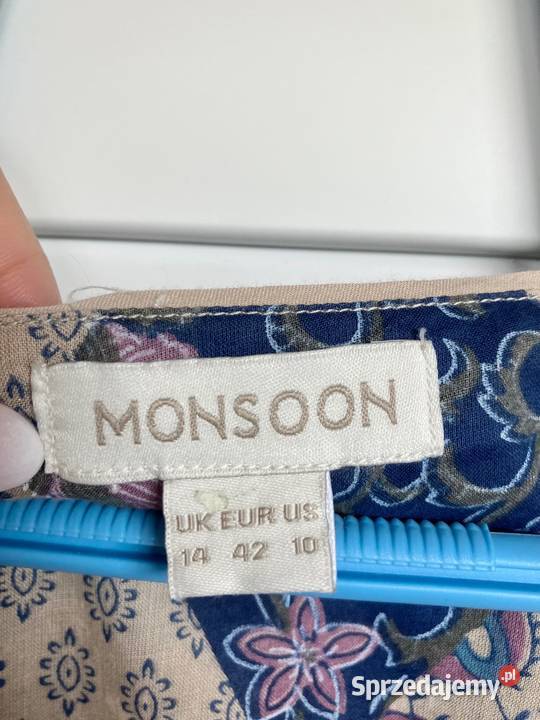 MONSOON
UK EUR US
14 42 10
Sprzedajemy.pl